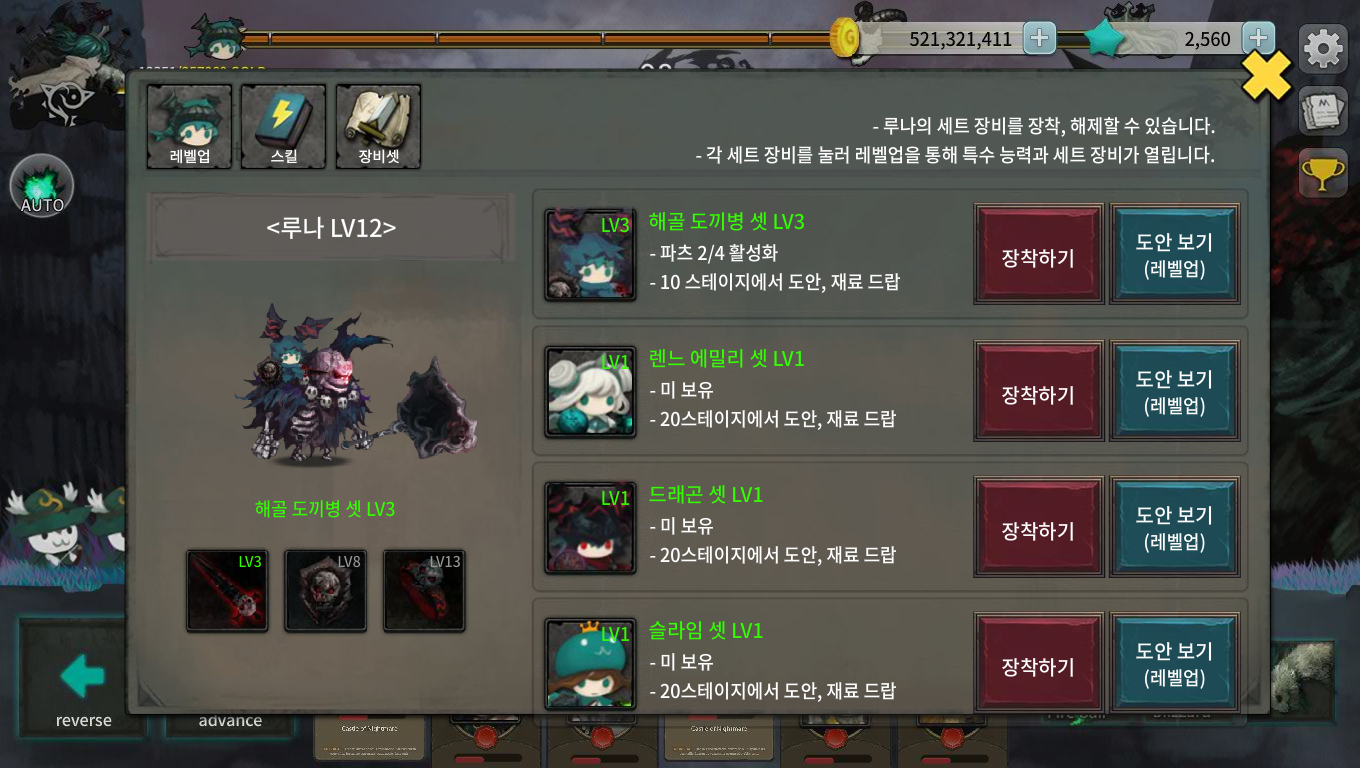 521,321,411
2,560
레벨업
스킬
장비셋
- 루나의 세트 장비를 장착, 해제할 수 있습니다.
- 각 세트 장비를 눌러 레벨업을 통해 특수 능력과 세트 장비가 열립니다.
AUTO
<루나 LV12>
해골 도끼병 셋 LV3
LV3
LV8
LV13
LV3
해골 도끼병 셋 LV3
- 파츠 2/4 활성화
- 10 스테이지에서 도안, 재료 드랍
장착하기
도안 보기
(레벨업)
LV1
렌느 에밀리 셋 LV1
- 미 보유
- 20스테이지에서 도안, 재료 드랍
장착하기
도안 보기
(레벨업)
LV1
드래곤 셋 LV1
- 미 보유
- 20스테이지에서 도안, 재료 드랍
장착하기
도안 보기
(레벨업)
LV1
슬라임 셋 LV1
- 미 보유
- 20스테이지에서 도안, 재료 드랍
장착하기
도안 보기
(레벨업)
reverse
advance
Castle of Nightmare
Castle of Nightmare